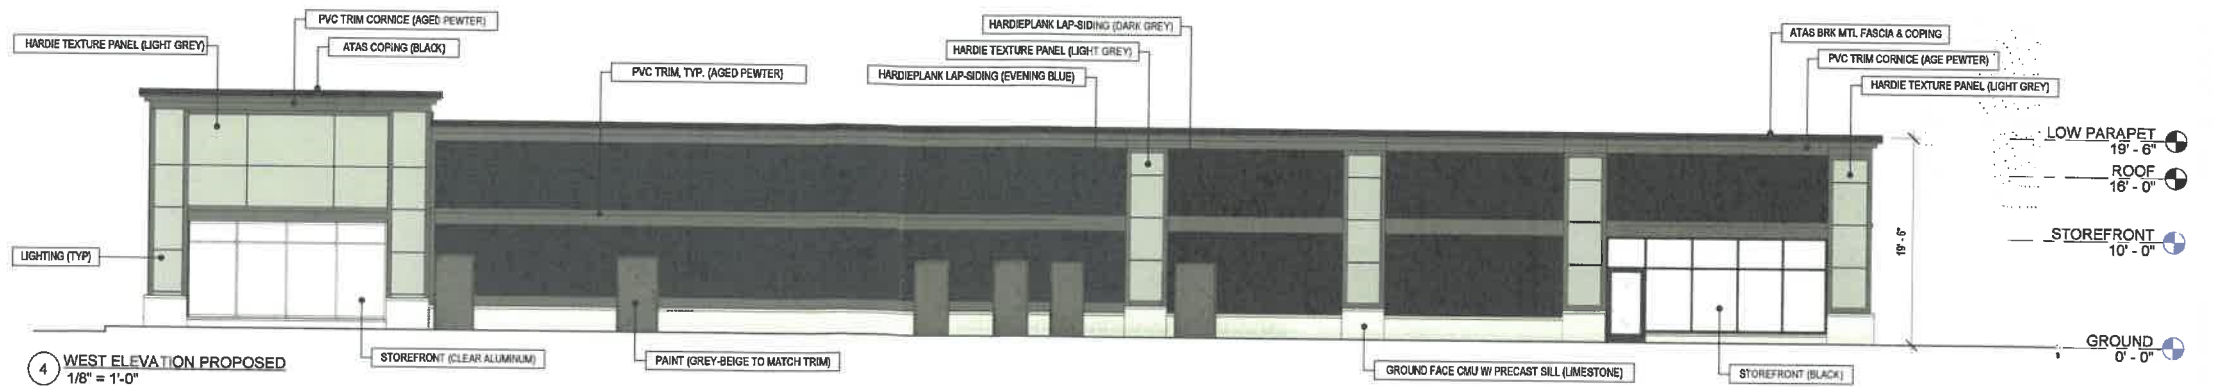 PVC TRIM CORNICE (AGED PEWTER)
HARDIE TEXTURE PANEL (LIGHT GREY)
ATAS COPING (BLACK)
PVC TRIM, TYP. (AGED PEWTER)
HARDIEPLANK LAP-SIDING (DARK GREY)
HARDIE TEXTURE PANEL (LIGHT GREY)
HARDIEPLANK LAP-SIDING (EVENING BLUE)
ATAS BRK MTL FASCIA & COPING
PVC TRIM CORNICE (AGE PEWTER)
HARDIE TEXTURE PANEL (LIGHT GREY)
LOW PARAPET
19' - 6"
ROOF
16' - 0"
STOREFRONT
10' - 0"
19' - 6"
LIGHTING (TYP)
GROUND
0' - 0"
4 WEST ELEVATION PROPOSED
1/8" = 1'-0"
STOREFRONT (CLEAR ALUMINUM)
PAINT (GREY-BEIGE TO MATCH TRIM)
GROUND FACE CMU W/ PRECAST SILL (LIMESTONE)
STOREFRONT (BLACK)